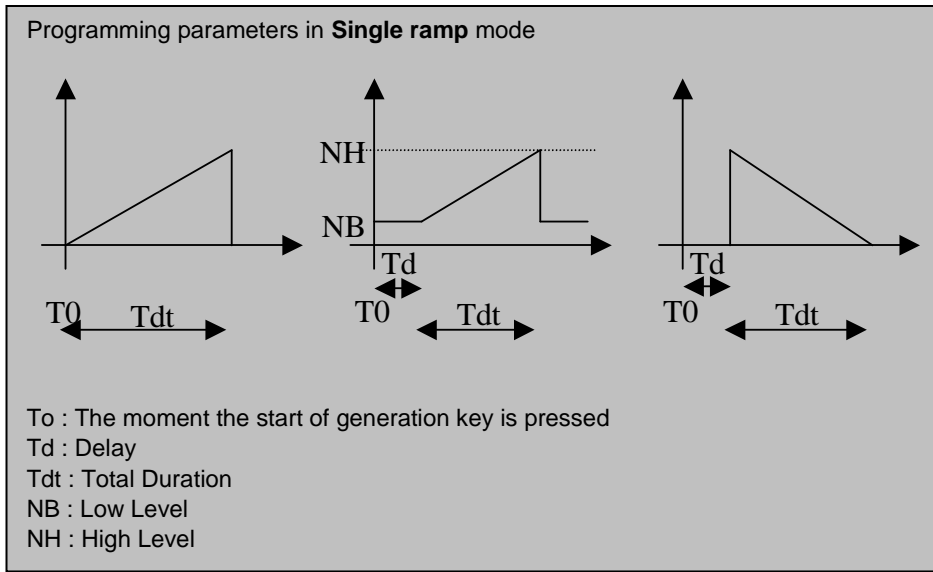 Programming parameters in Single ramp mode
NH
NB
Td
Td
T0
Tdt
T0
Tdt
T0
Tdt
To : The moment the start of generation key is pressed
Td : Delay
Tdt : Total Duration
NB : Low Level
NH : High Level